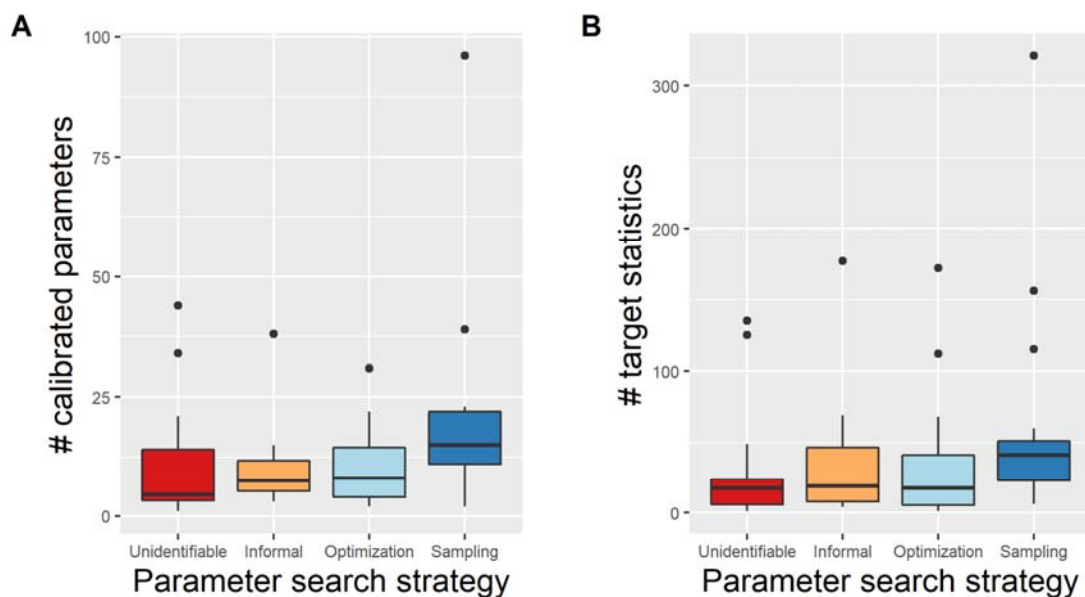 A
# calibrated parameters
100
75
50
25
0
Unidentifiable Informal Optimization Sampling
Parameter search strategy
B
# target statistics
300
200
100
0
Unidentifiable Informal Optimization Sampling
Parameter search strategy